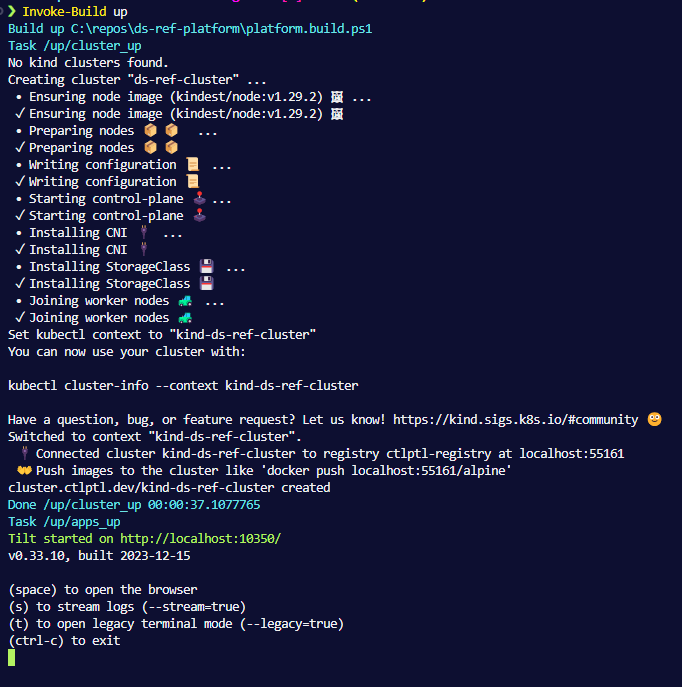 ❯ Invoke-Build up
Build up C:\repos\ds-ref-platform\platform.build.ps1
Task /up/cluster_up
No kind clusters found.
Creating cluster "ds-ref-cluster" ...
• Ensuring node image (kindest/node:v1.29.2) 🖼 ...
✓ Ensuring node image (kindest/node:v1.29.2) 🖼
• Preparing nodes 📦 📦 ...
✓ Preparing nodes 📦 📦
• Writing configuration 📜 ...
✓ Writing configuration 📜
• Starting control-plane 🕹️ ...
✓ Starting control-plane 🕹️
• Installing CNI 🔌 ...
✓ Installing CNI 🔌
• Installing StorageClass 💾 ...
✓ Installing StorageClass 💾
• Joining worker nodes 🚜 ...
✓ Joining worker nodes 🚜
Set kubectl context to "kind-ds-ref-cluster"
You can now use your cluster with:
kubectl cluster-info --context kind-ds-ref-cluster
Have a question, bug, or feature request? Let us know! https://kind.sigs.k8s.io/#community 🙂
Switched to context "kind-ds-ref-cluster".
🔌 Connected cluster kind-ds-ref-cluster to registry ctlptl-registry at localhost:55161
👐 Push images to the cluster like 'docker push localhost:55161/alpine'
cluster.ctlptl.dev/kind-ds-ref-cluster created
Done /up/cluster_up 00:00:37.1077765
Task /up/apps_up
Tilt started on http://localhost:10350/
v0.33.10, built 2023-12-15
(space) to open the browser
(s) to stream logs (--stream=true)
(t) to open legacy terminal mode (--legacy=true)
(ctrl-c) to exit